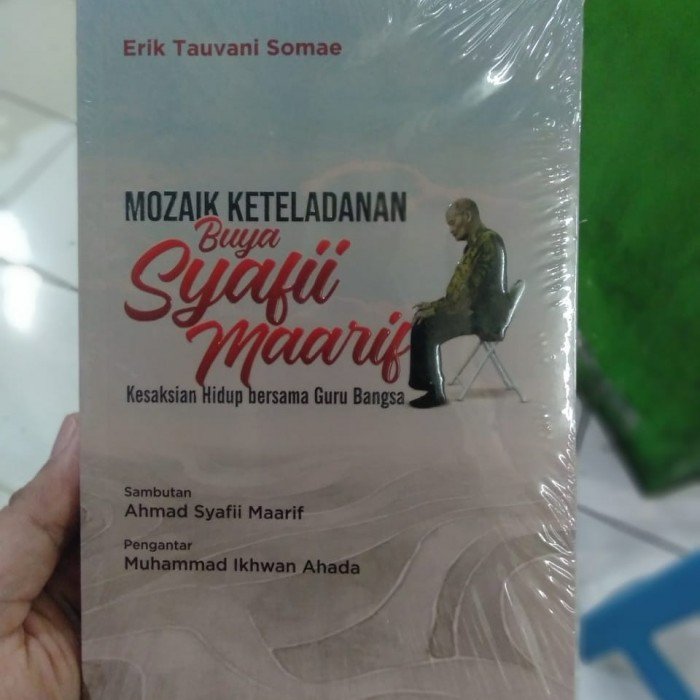 Erik Tauvani Somae
MOZAIK KETELADANAN
Buya
Syafii
Maarif
Kesaksian Hidup bersama Guru Bangsa
Sambutan
Ahmad Syafii Maarif
Pengantar
Muhammad Ikhwan Ahada